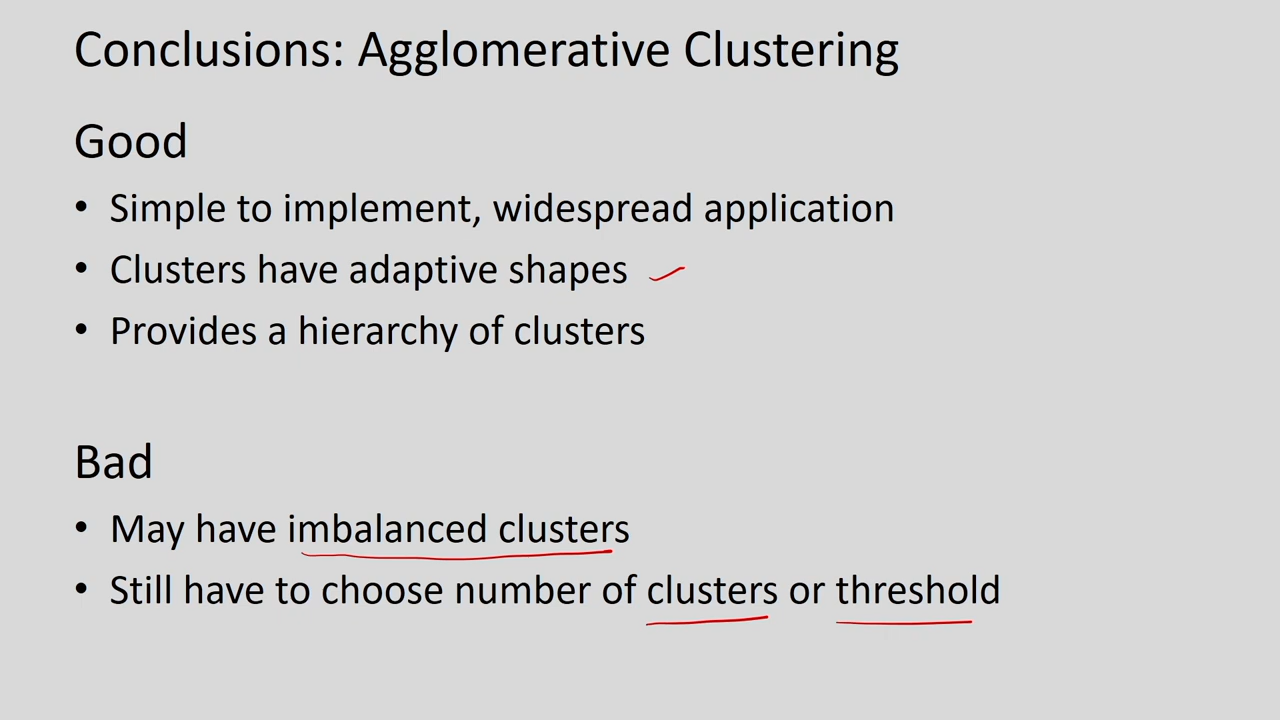 Conclusions: Agglomerative Clustering
Good
• Simple to implement, widespread application
• Clusters have adaptive shapes
• Provides a hierarchy of clusters
Bad
• May have imbalanced clusters
• Still have to choose number of clusters or threshold